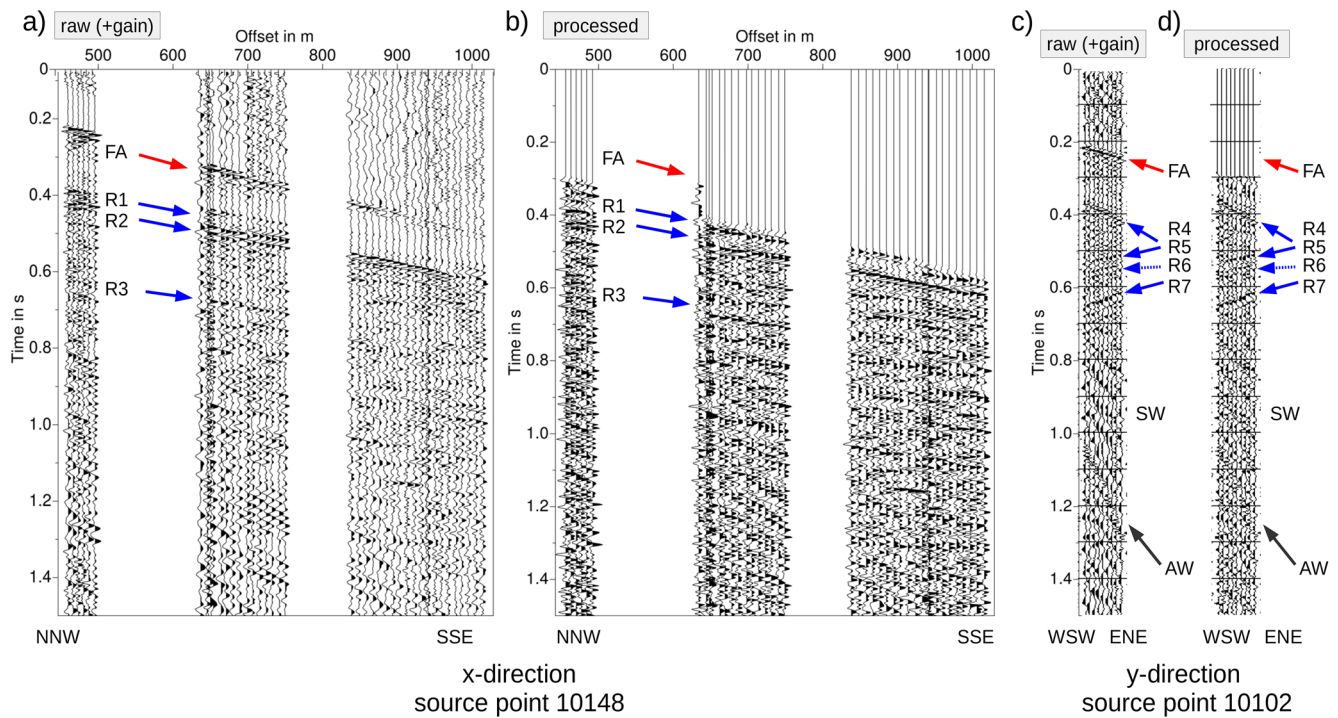 a)
raw (+gain)
Offset in m
500 600 700 800 900 1000
0
0.2
0.4
0.6
0.8
1.0
1.2
1.4
Time in s
FA
R1
R2
R3
NNW
SSE
b)
processed
Offset in m
500 600 700 800 900 1000
0
0.2
0.4
0.6
0.8
1.0
1.2
1.4
Time in s
FA
R1
R2
R3
NNW
SSE
x-direction
source point 10148
c)
raw (+gain)
0
0.2
0.4
0.6
0.8
1.0
1.2
1.4
Time in s
FA
R4
R5
R6
R7
SW
AW
WSW
ENE
d)
processed
FA
R4
R5
R6
R7
SW
AW
WSW
ENE
y-direction
source point 10102